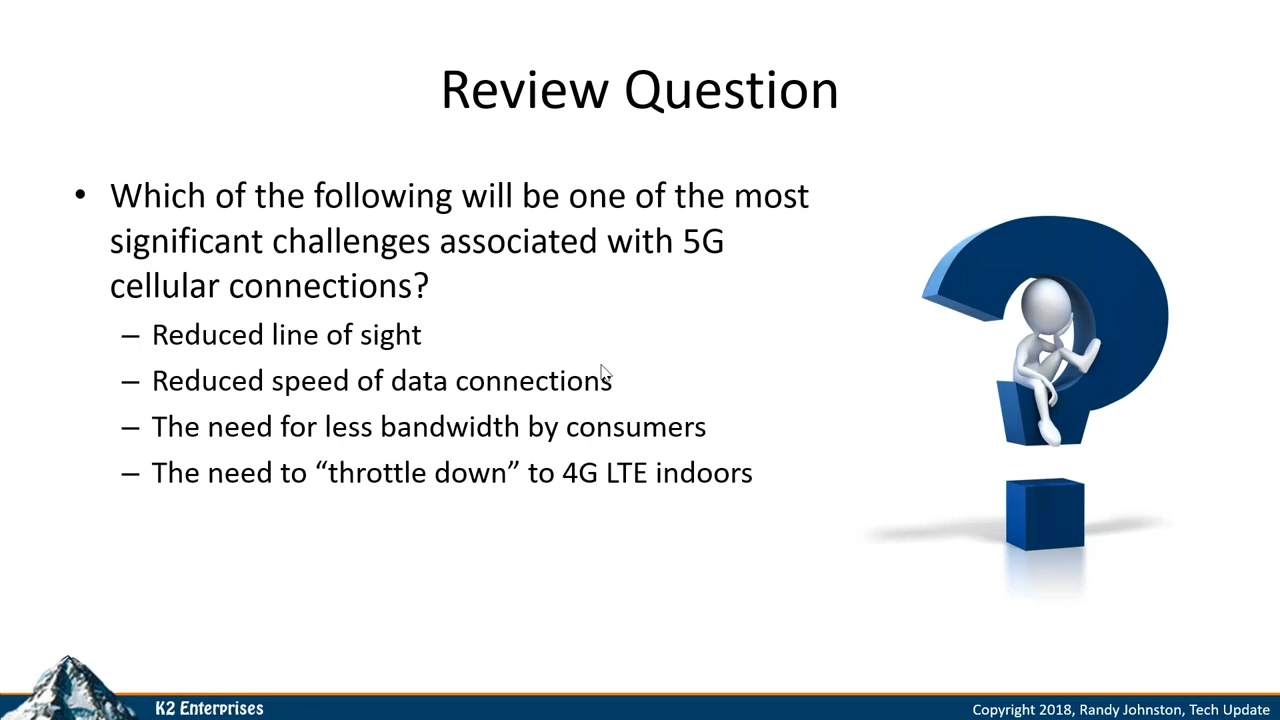 Review Question
• Which of the following will be one of the most
significant challenges associated with 5G
cellular connections?
– Reduced line of sight
– Reduced speed of data connections
– The need for less bandwidth by consumers
– The need to “throttle down” to 4G LTE indoors
K2 Enterprises
Copyright 2018, Randy Johnston, Tech Update